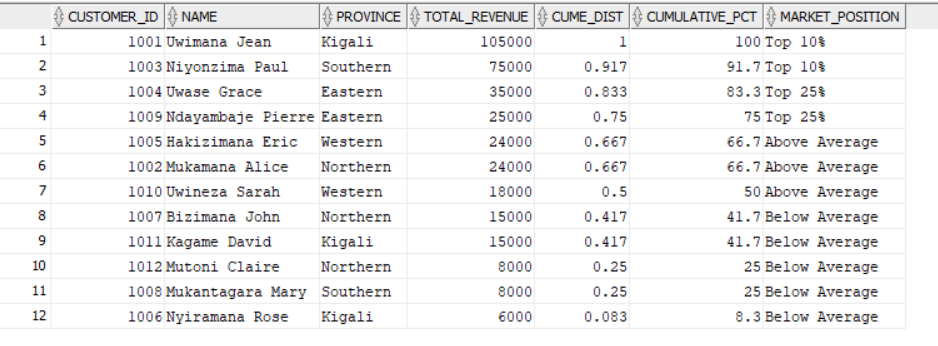 CUSTOMER_ID NAME PROVINCE TOTAL_REVENUE CUME_DIST CUMULATIVE_PCT MARKET_POSITION
1 1001 Uwimana Jean Kigali 105000 1 100 Top 10%
2 1003 Niyonzima Paul Southern 75000 0.917 91.7 Top 10%
3 1004 Uwase Grace Eastern 35000 0.833 83.3 Top 25%
4 1009 Ndayambaje Pierre Eastern 25000 0.75 75 Top 25%
5 1005 Hakizimana Eric Western 24000 0.667 66.7 Above Average
6 1002 Mukamana Alice Northern 24000 0.667 66.7 Above Average
7 1010 Uwineza Sarah Western 18000 0.5 50 Above Average
8 1007 Bizimana John Northern 15000 0.417 41.7 Below Average
9 1011 Kagame David Kigali 15000 0.417 41.7 Below Average
10 1012 Mutoni Claire Northern 8000 0.25 25 Below Average
11 1008 Mukantagara Mary Southern 8000 0.25 25 Below Average
12 1006 Nyiramana Rose Kigali 6000 0.083 8.3 Below Average